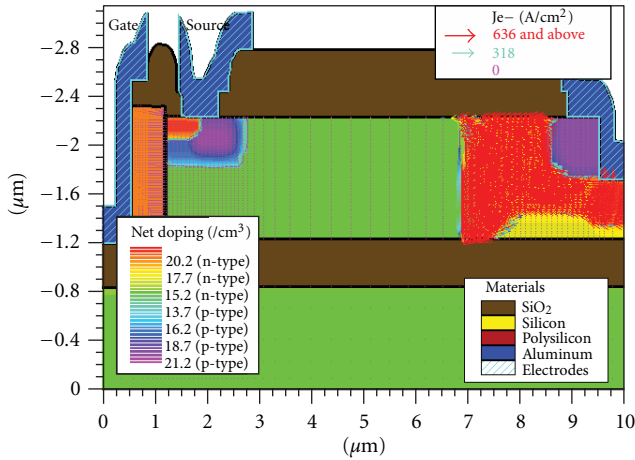 Gate
Source
Je− (A/cm²)
636 and above
318
0
−2.8
−2.4
−2
−1.6
−1.2
−0.8
−0.4
0
(μm)
Net doping (/cm³)
20.2 (n-type)
17.7 (n-type)
15.2 (n-type)
13.7 (p-type)
16.2 (p-type)
18.7 (p-type)
21.2 (p-type)
Materials
SiO₂
Silicon
Polysilicon
Aluminum
Electrodes
0 1 2 3 4 5 6 7 8 9 10
(μm)